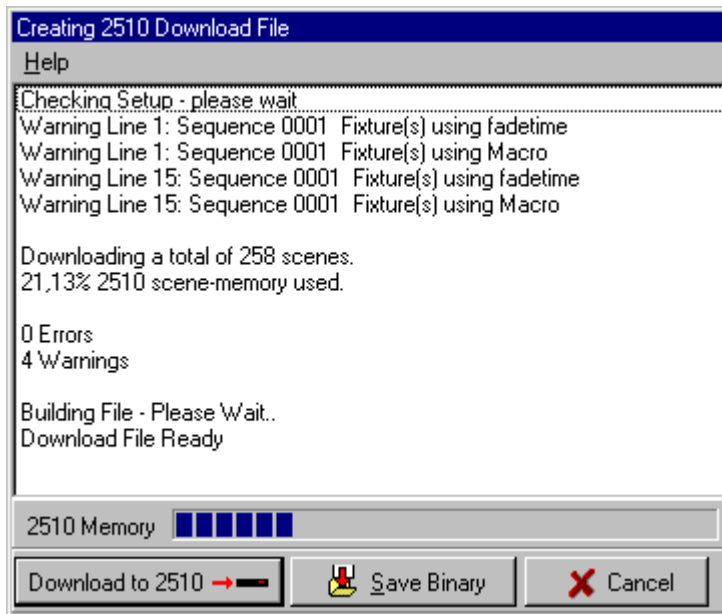 Creating 2510 Download File
Help
Checking Setup - please wait
Warning Line 1: Sequence 0001 Fixture(s) using fadetime
Warning Line 1: Sequence 0001 Fixture(s) using Macro
Warning Line 15: Sequence 0001 Fixture(s) using fadetime
Warning Line 15: Sequence 0001 Fixture(s) using Macro
Downloading a total of 258 scenes.
21,13% 2510 scene-memory used.
0 Errors
4 Warnings
Building File - Please Wait..
Download File Ready
2510 Memory
Download to 2510 Save Binary Cancel